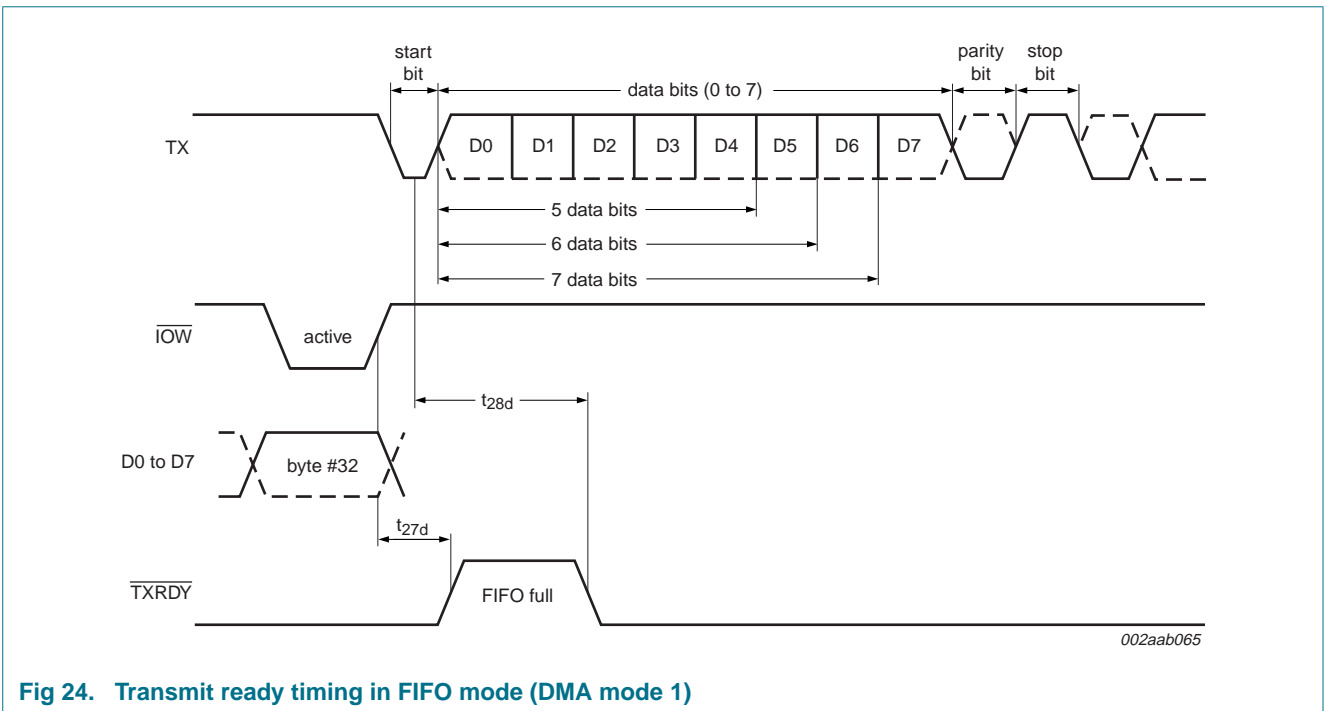 start
bit
data bits (0 to 7)
parity
bit
stop
bit
TX
D0 D1 D2 D3 D4 D5 D6 D7
5 data bits
6 data bits
7 data bits
IOW
active
t28d
D0 to D7
byte #32
t27d
TXRDY
FIFO full
002aab065
Fig 24. Transmit ready timing in FIFO mode (DMA mode 1)